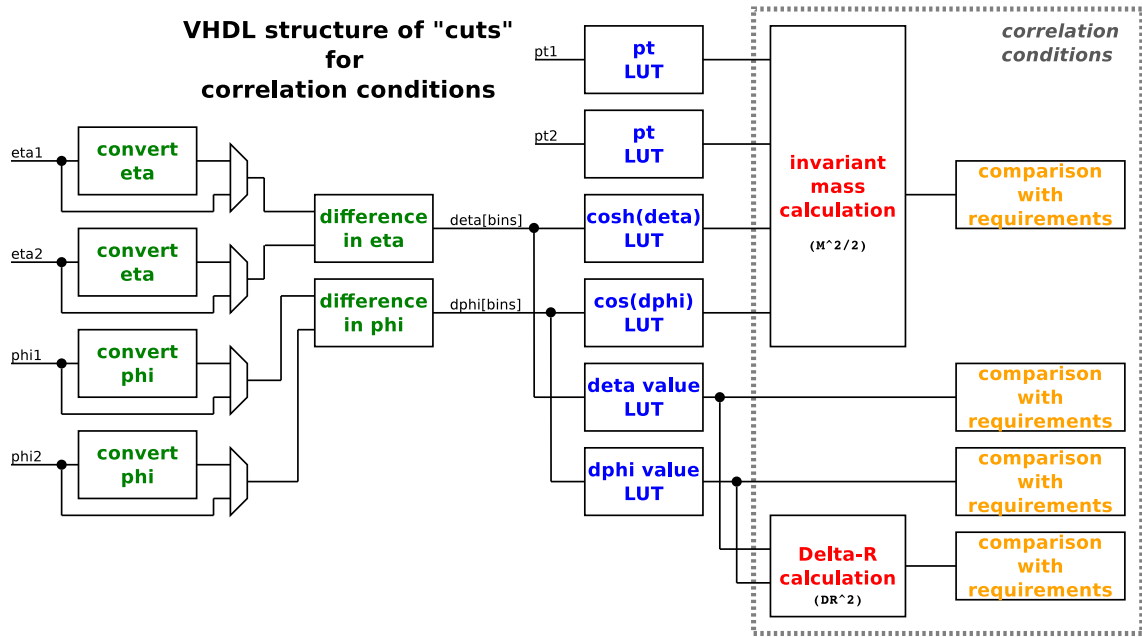 VHDL structure of "cuts"
for
correlation conditions
correlation
conditions
pt1
pt
LUT
pt2
pt
LUT
eta1
convert
eta
eta2
convert
eta
phi1
convert
phi
phi2
convert
phi
difference
in eta
difference
in phi
deta[bins]
dphi[bins]
cosh(deta)
LUT
cos(dphi)
LUT
deta value
LUT
dphi value
LUT
invariant
mass
calculation
(M^2/2)
Delta-R
calculation
(DR^2)
comparison
with
requirements
comparison
with
requirements
comparison
with
requirements
comparison
with
requirements